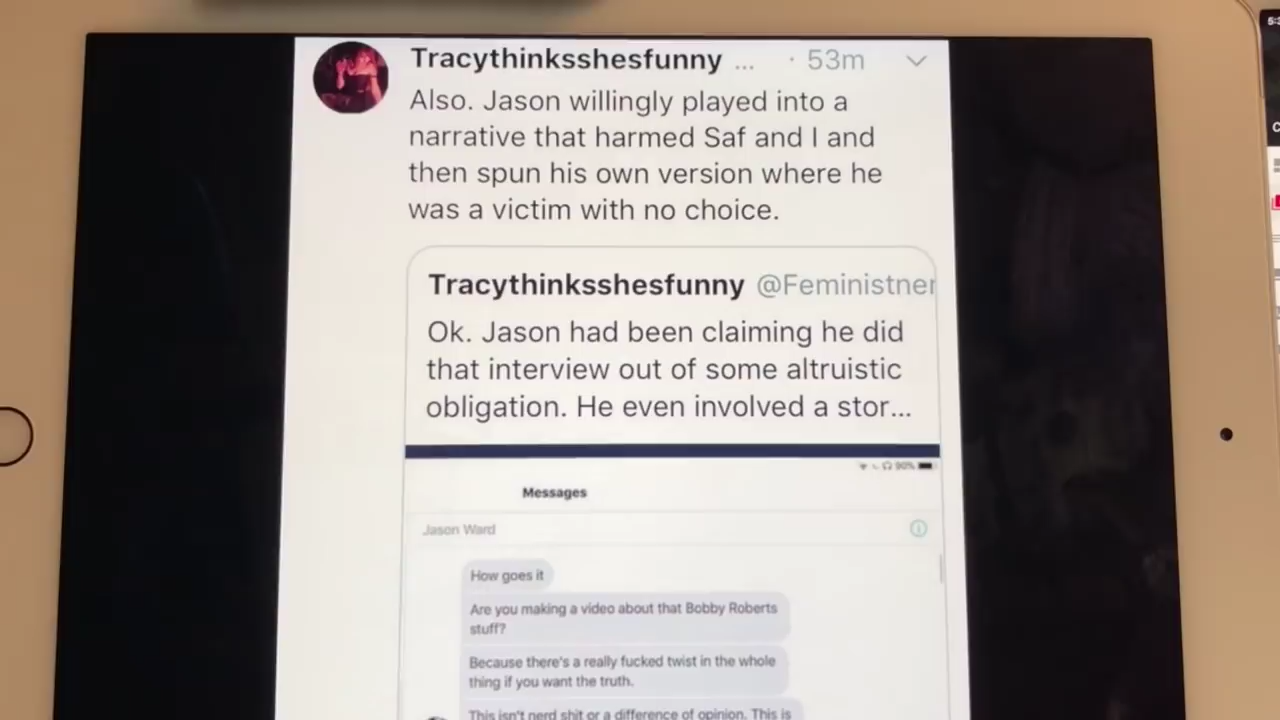 Tracythinksshesfunny ... · 53m
Also. Jason willingly played into a
narrative that harmed Saf and I and
then spun his own version where he
was a victim with no choice.
Tracythinksshesfunny @Feministner
Ok. Jason had been claiming he did
that interview out of some altruistic
obligation. He even involved a stor...
90%
Messages
Jason Ward
How goes it
Are you making a video about that Bobby Roberts
stuff?
Because there's a really fucked twist in the whole
thing if you want the truth.
This isn't nerd shit or a difference of opinion. This is